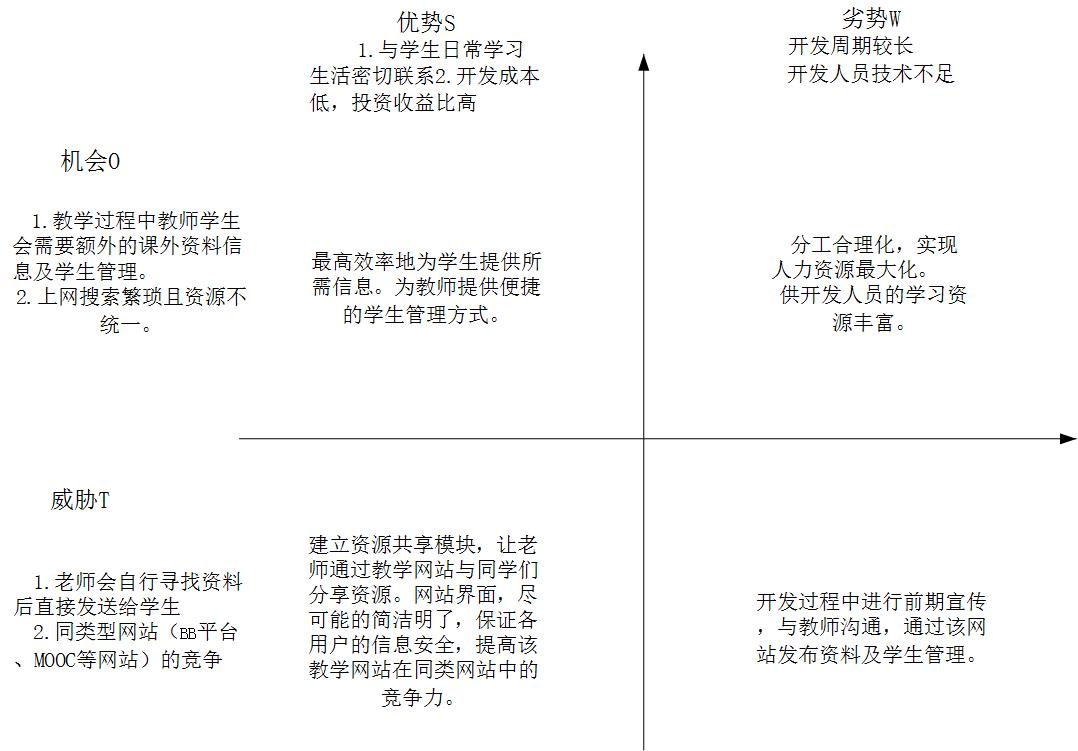 优势S
1.与学生日常学习
生活密切联系2.开发成本
低，投资收益比高
劣势W
开发周期较长
开发人员技术不足
机会O
1.教学过程中教师学生
会需要额外的课外资料信
息及学生管理。
2.上网搜索繁琐且资源不
统一。
最高效率地为学生提供所
需信息。为教师提供便捷
的学生管理方式。
分工合理化，实现
人力资源最大化。
供开发人员的学习资
源丰富。
威胁T
1.老师会自行寻找资料
后直接发送给学生
2.同类型网站（BB平台
、MOOC等网站）的竞争
建立资源共享模块，让老
师通过教学网站与同学们
分享资源。网站界面，尽
可能的简洁明了，保证各
用户的信息安全，提高该
教学网站在同类网站中的
竞争力。
开发过程中进行前期宣传
，与教师沟通，通过该网
站发布资料及学生管理。